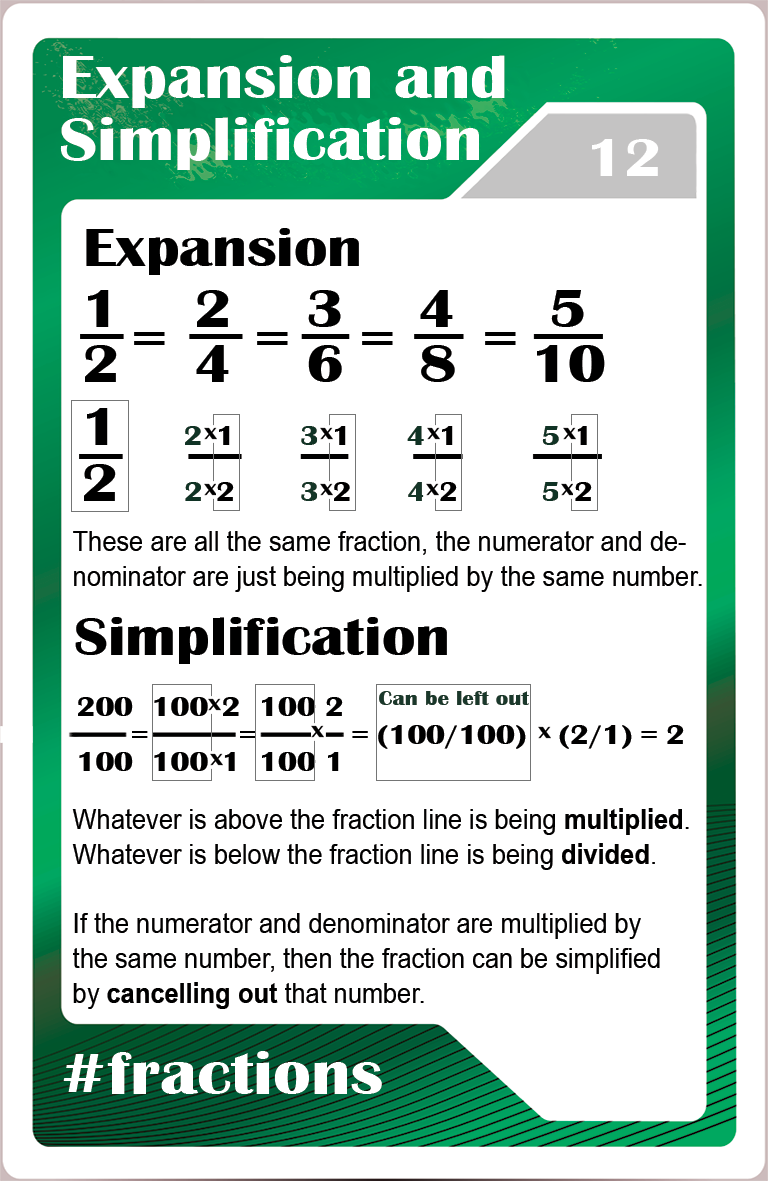 Expansion and
Simplification
12
Expansion
1/2 = 2/4 = 3/6 = 4/8 = 5/10
1/2 2x1/2x2 3x1/3x2 4x1/4x2 5x1/5x2
These are all the same fraction, the numerator and de-
nominator are just being multiplied by the same number.
Simplification
Can be left out
200/100 = 100x2/100x1 = 100/100 x 2/1 = (100/100) x (2/1) = 2
Whatever is above the fraction line is being multiplied.
Whatever is below the fraction line is being divided.
If the numerator and denominator are multiplied by
the same number, then the fraction can be simplified
by cancelling out that number.
#fractions